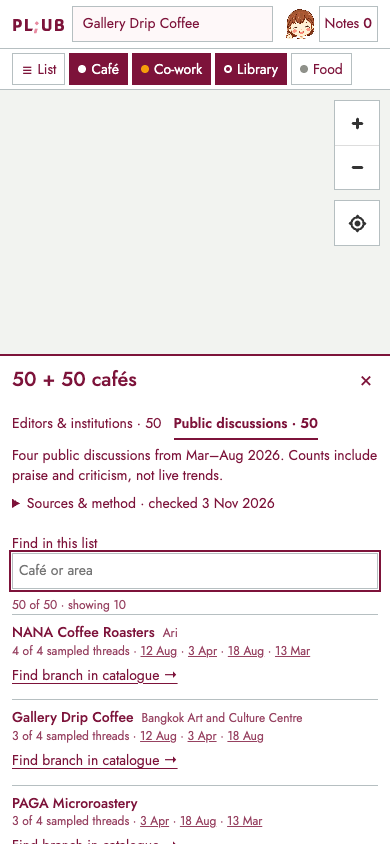 PL;UB Gallery Drip Coffee Notes 0
≡ List Café Co-work Library Food
+
−
50 + 50 cafés ×
Editors & institutions · 50 Public discussions · 50
Four public discussions from Mar–Aug 2026. Counts include
praise and criticism, not live trends.
▶ Sources & method · checked 3 Nov 2026
Find in this list
Café or area
50 of 50 · showing 10
NANA Coffee Roasters Ari
4 of 4 sampled threads · 12 Aug · 3 Apr · 18 Aug · 13 Mar
Find branch in catalogue →
Gallery Drip Coffee Bangkok Art and Culture Centre
3 of 4 sampled threads · 12 Aug · 3 Apr · 18 Aug
Find branch in catalogue →
PAGA Microroastery
3 of 4 sampled threads · 3 Apr · 18 Aug · 13 Mar
Find branch in catalogue →